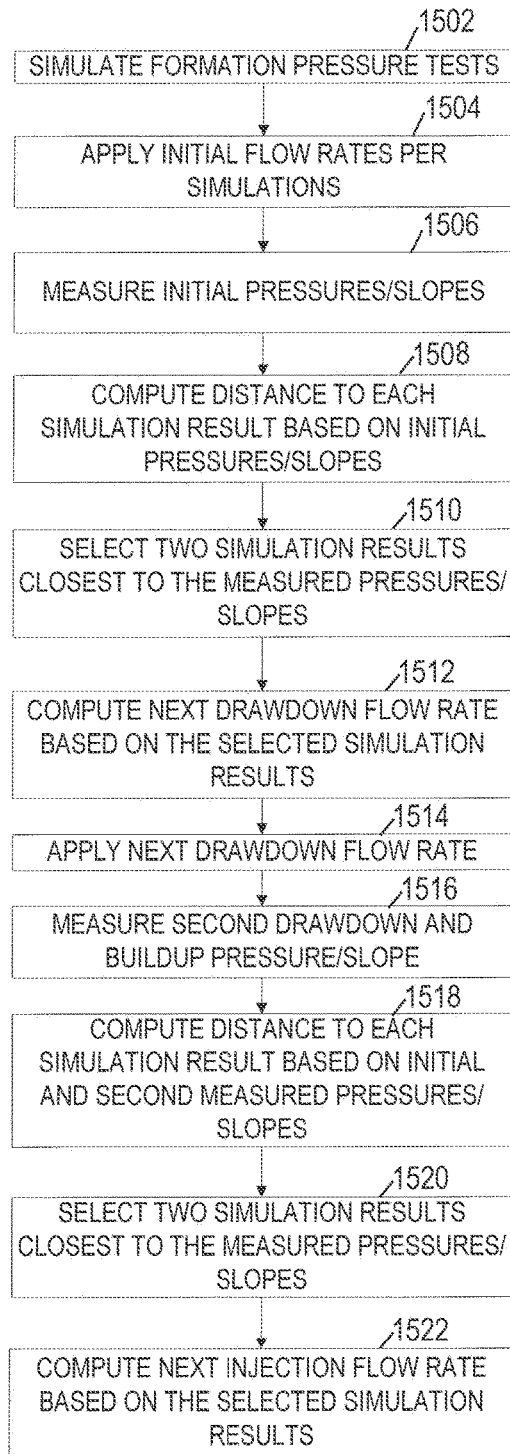 1502
SIMULATE FORMATION PRESSURE TESTS
1504
APPLY INITIAL FLOW RATES PER
SIMULATIONS
1506
MEASURE INITIAL PRESSURES/SLOPES
1508
COMPUTE DISTANCE TO EACH
SIMULATION RESULT BASED ON INITIAL
PRESSURES/SLOPES
1510
SELECT TWO SIMULATION RESULTS
CLOSEST TO THE MEASURED PRESSURES/
SLOPES
1512
COMPUTE NEXT DRAWDOWN FLOW RATE
BASED ON THE SELECTED SIMULATION
RESULTS
1514
APPLY NEXT DRAWDOWN FLOW RATE
1516
MEASURE SECOND DRAWDOWN AND
BUILDUP PRESSURE/SLOPE
1518
COMPUTE DISTANCE TO EACH
SIMULATION RESULT BASED ON INITIAL
AND SECOND MEASURED PRESSURES/
SLOPES
1520
SELECT TWO SIMULATION RESULTS
CLOSEST TO THE MEASURED PRESSURES/
SLOPES
1522
COMPUTE NEXT INJECTION FLOW RATE
BASED ON THE SELECTED SIMULATION
RESULTS